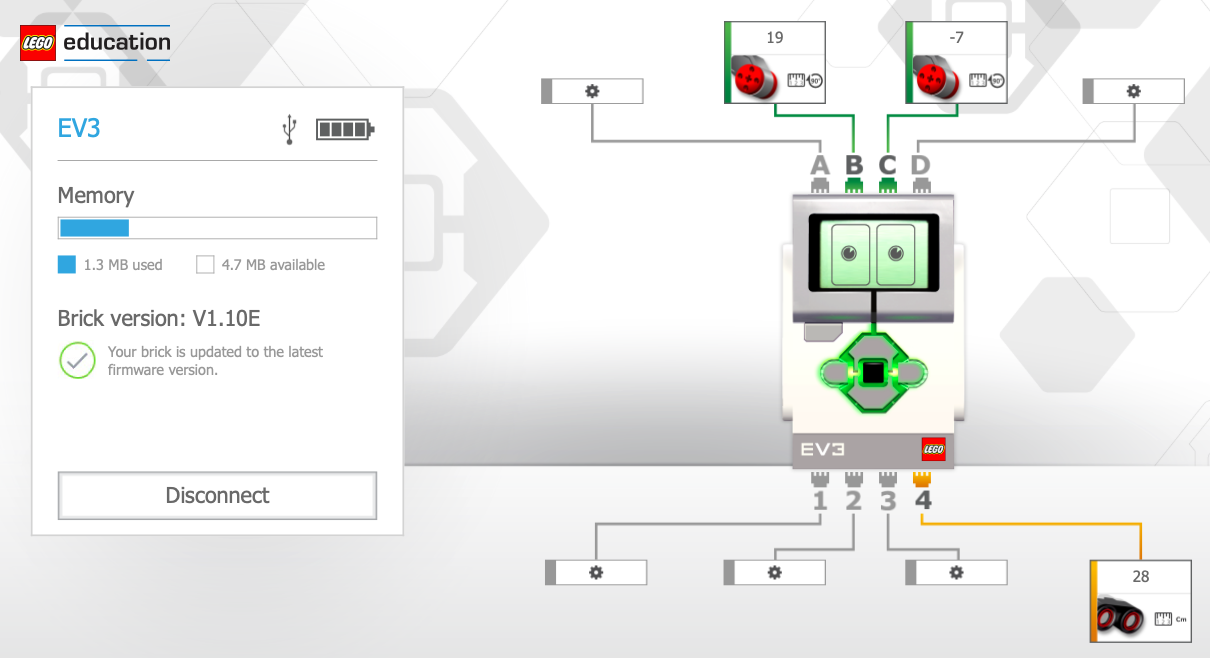 LEGO education
EV3
Memory
1.3 MB used
4.7 MB available
Brick version: V1.10E
Your brick is updated to the latest
firmware version.
Disconnect
19
90°
-7
90°
A B C D
EV3
LEGO
1 2 3 4
28
Cm